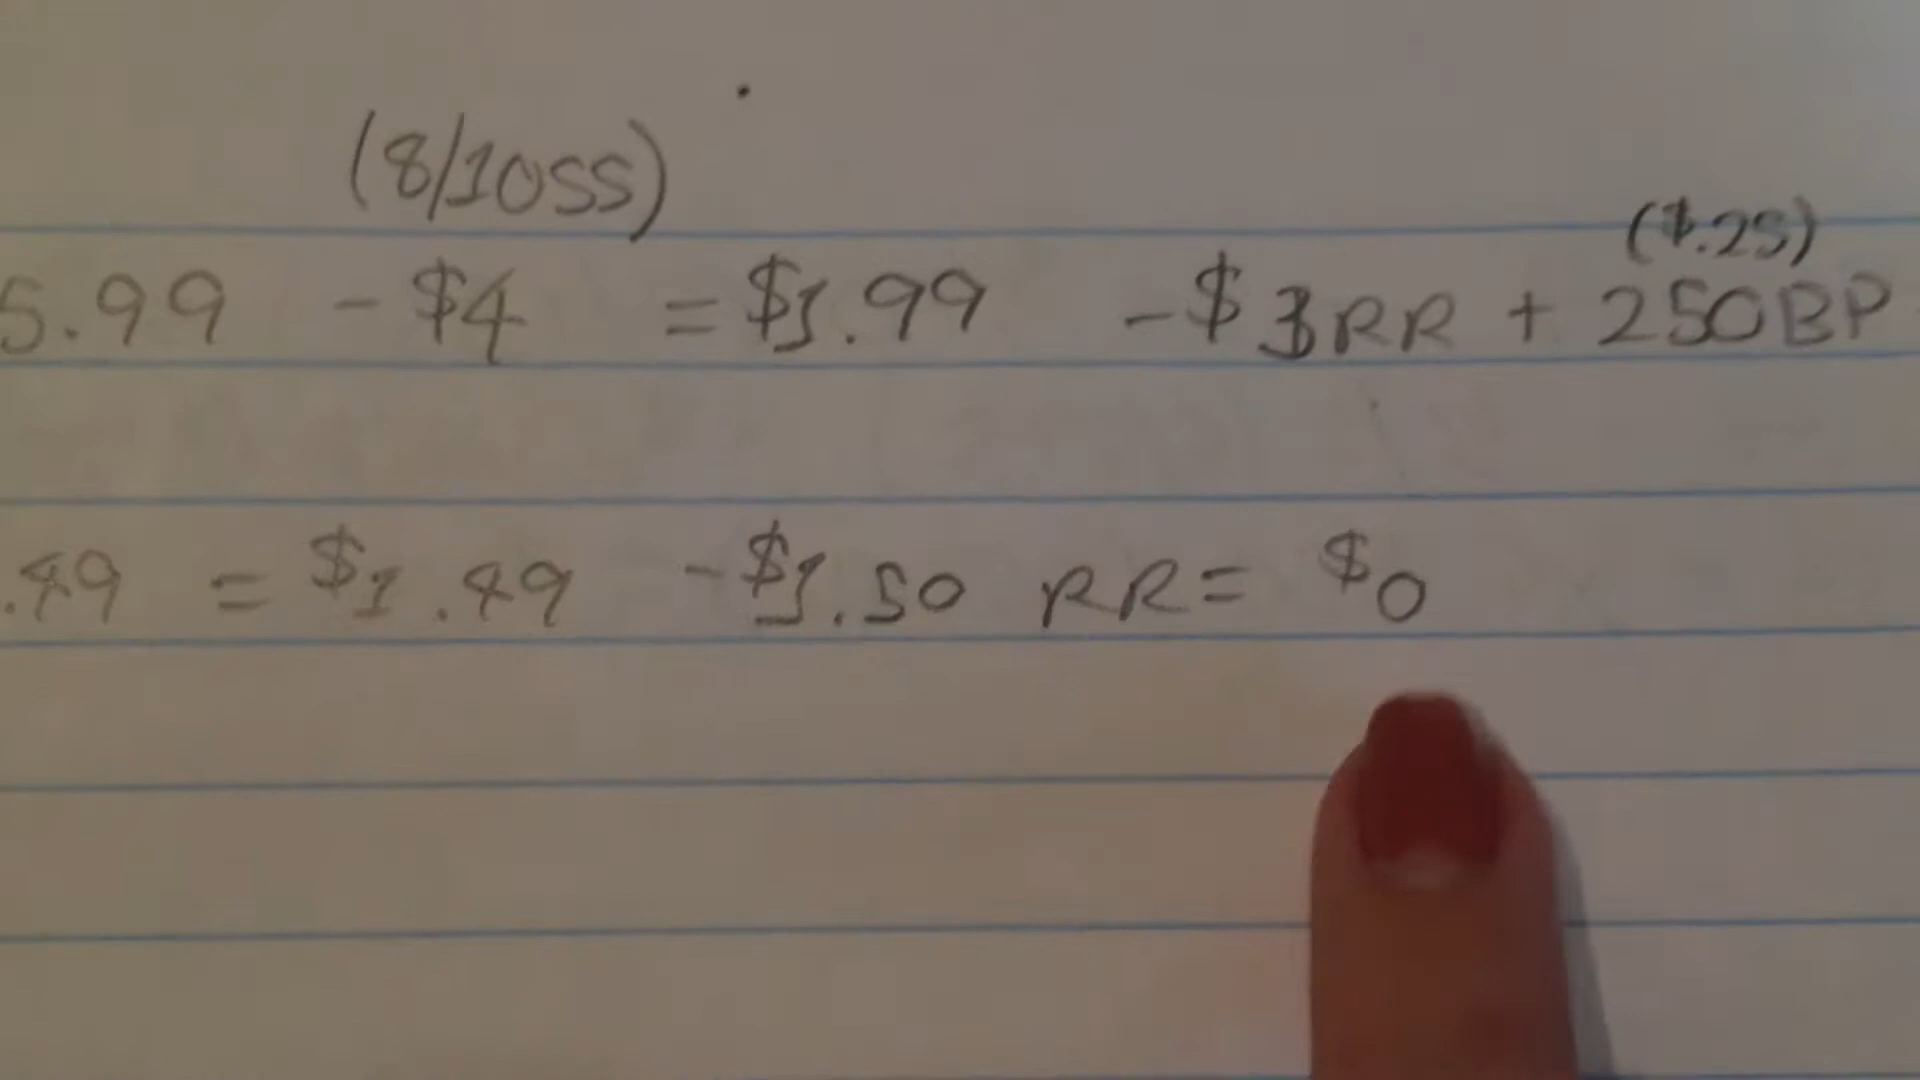 (8/10SS)
($.25)
5.99 - $4 = $1.99 - $3RR + 250BP
.49 = $1.49 - $1.50 RR = $0